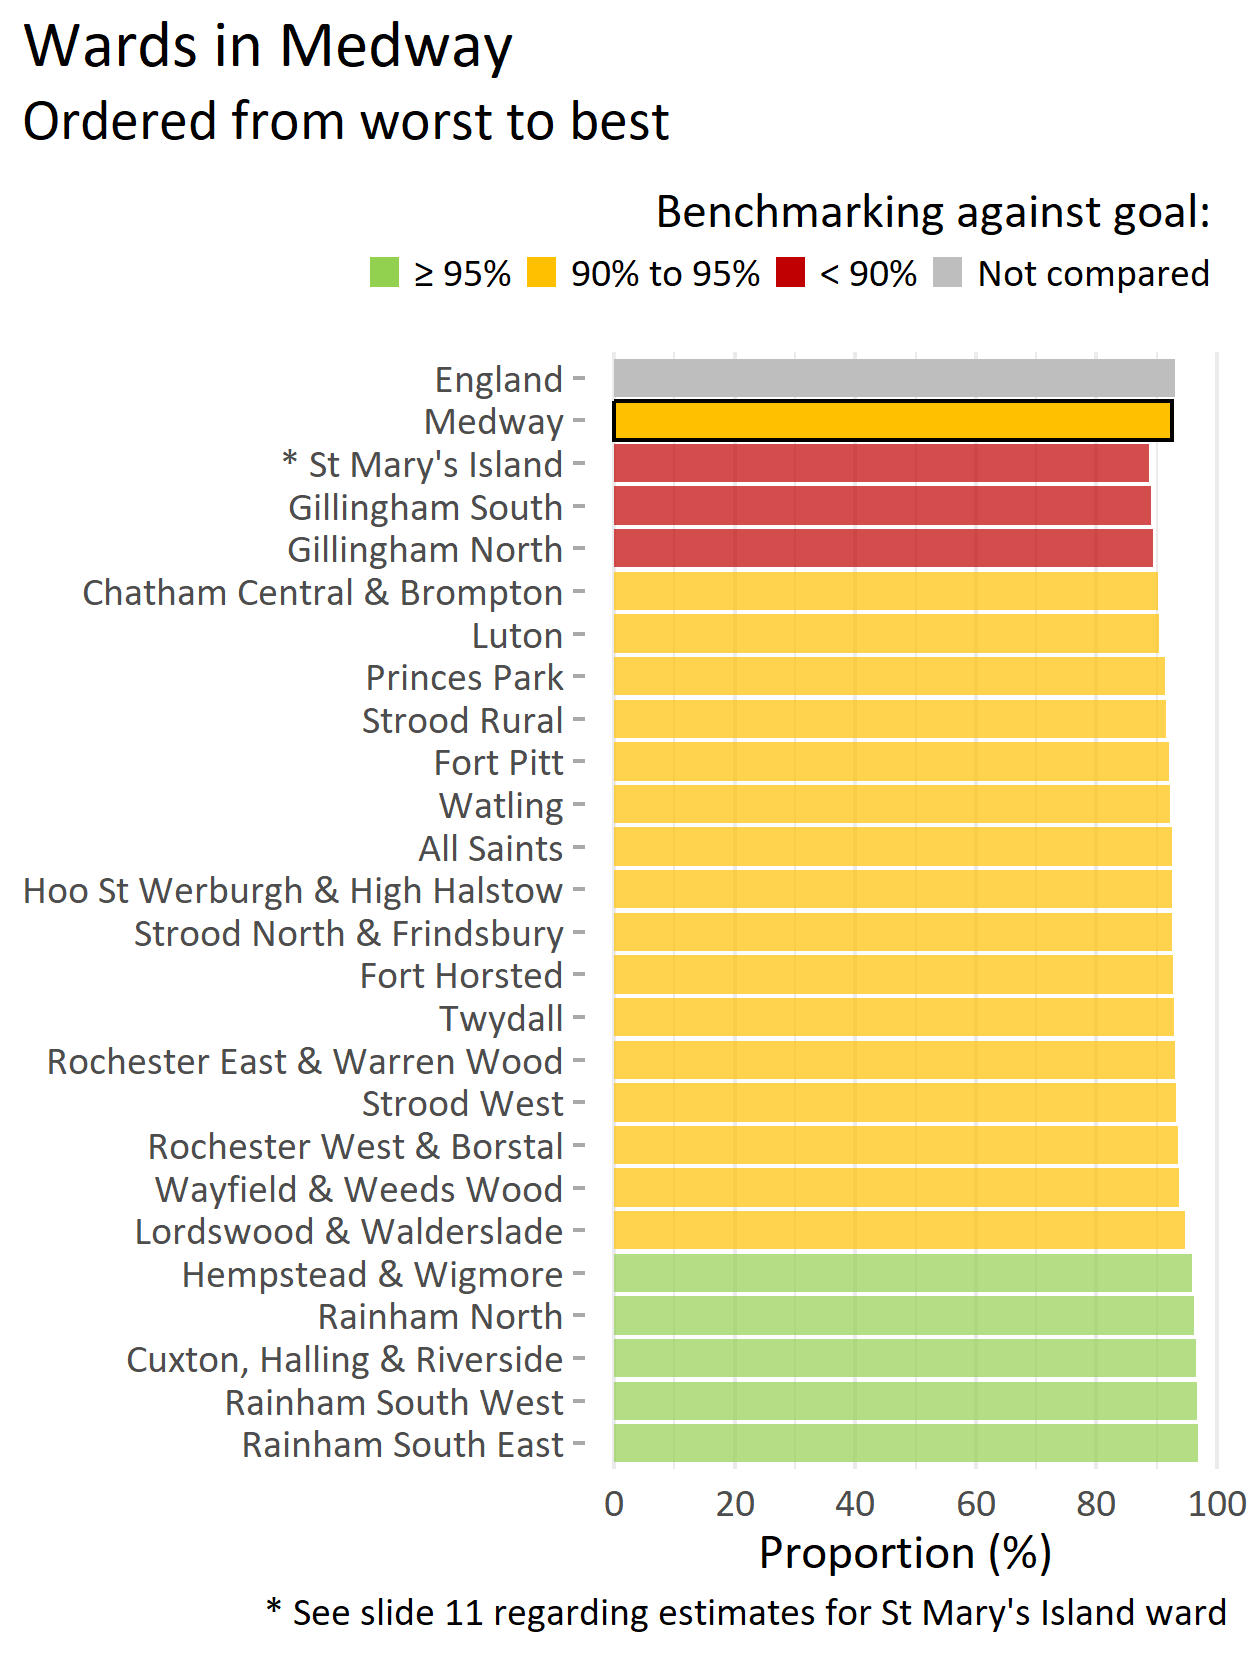 Wards in Medway
Ordered from worst to best
Benchmarking against goal:
≥ 95% 90% to 95% < 90% Not compared
England
Medway
* St Mary's Island
Gillingham South
Gillingham North
Chatham Central & Brompton
Luton
Princes Park
Strood Rural
Fort Pitt
Watling
All Saints
Hoo St Werburgh & High Halstow
Strood North & Frindsbury
Fort Horsted
Twydall
Rochester East & Warren Wood
Strood West
Rochester West & Borstal
Wayfield & Weeds Wood
Lordswood & Walderslade
Hempstead & Wigmore
Rainham North
Cuxton, Halling & Riverside
Rainham South West
Rainham South East
0 20 40 60 80 100
Proportion (%)
* See slide 11 regarding estimates for St Mary's Island ward